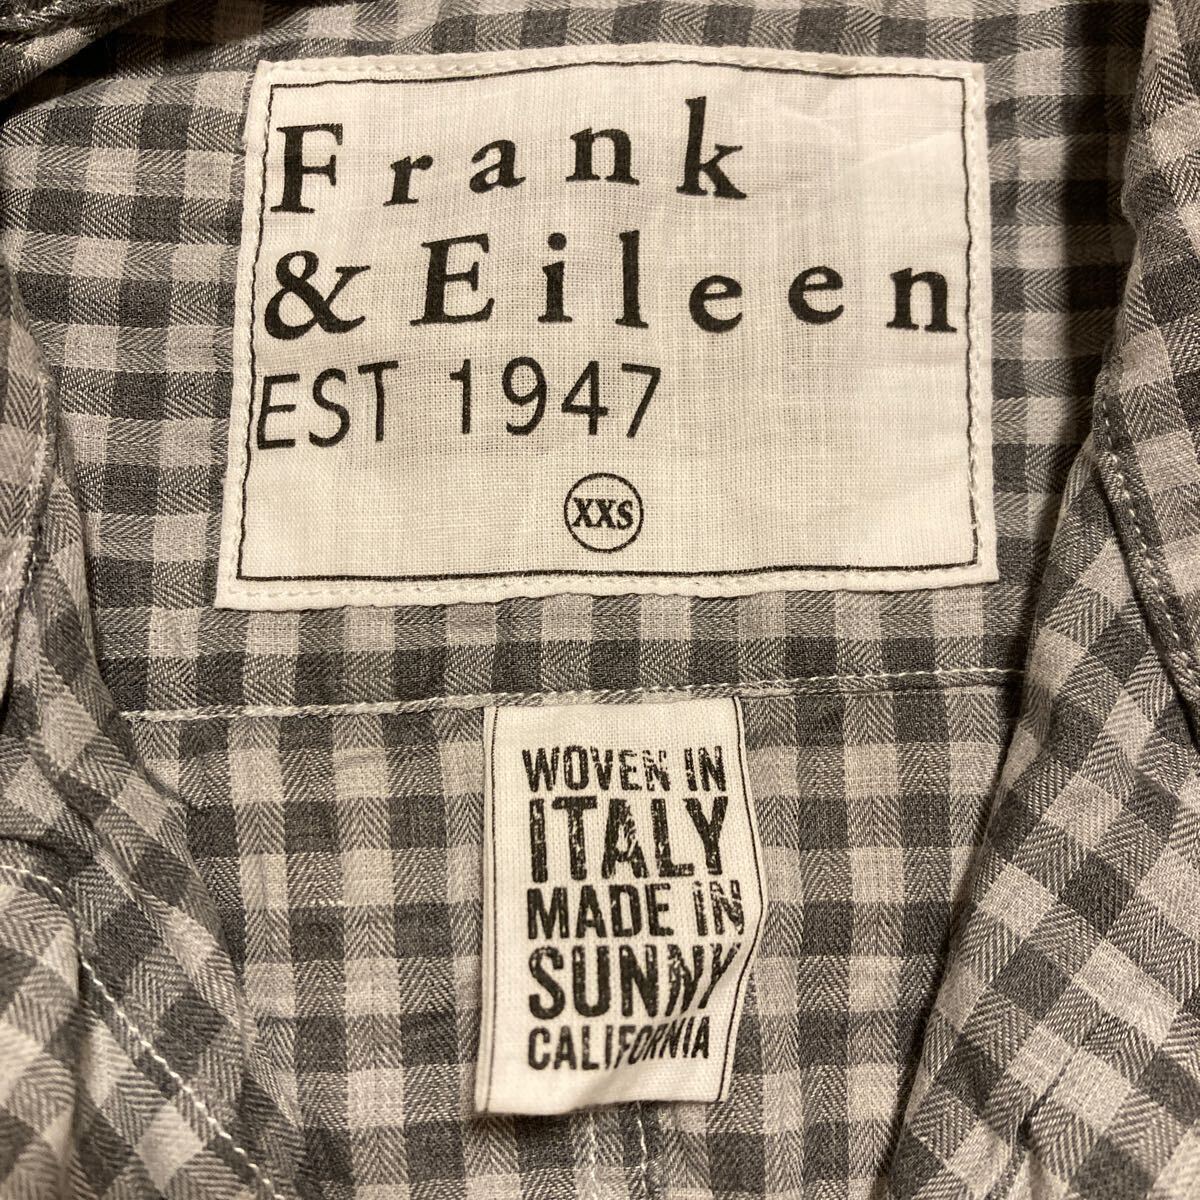 Frank
& Eileen
EST 1947
XXS
WOVEN IN
ITALY
MADE iN
SUNNY
CALIFORNIA